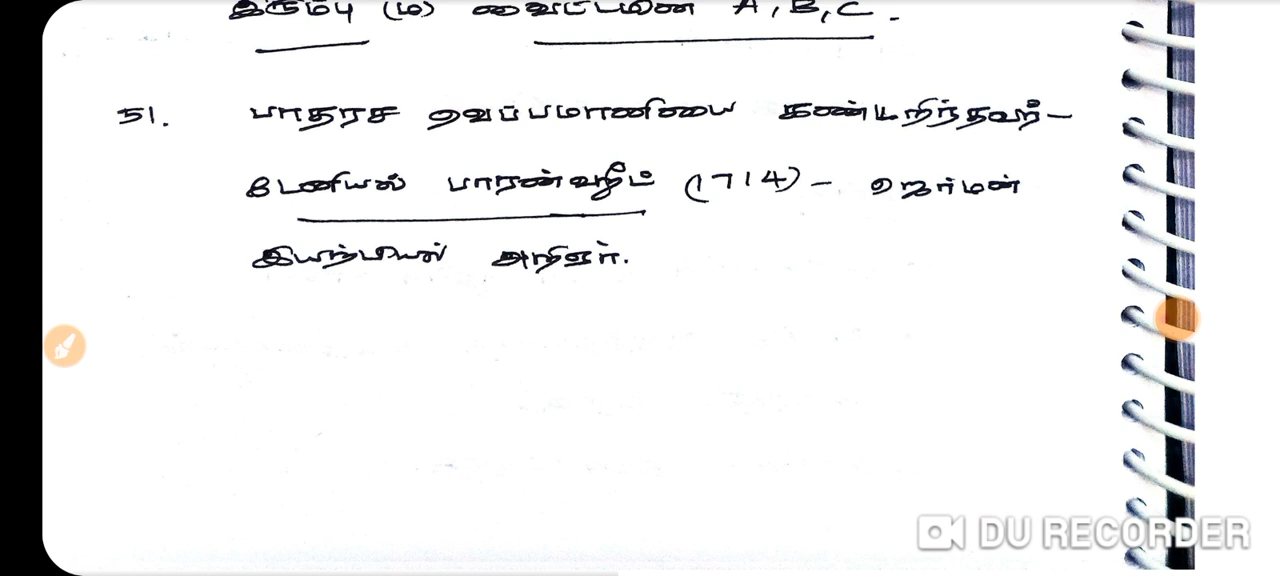 இரும்பு (ம) வைட்டமின் A, B, C.
51. பாதரச வெப்பமானியை கண்டறிந்தவர் -
டேனியல் பாரன்ஹீட் (1714) - ஜெர்மன்
இயற்பியல் அறிஞர்.
DU RECORDER